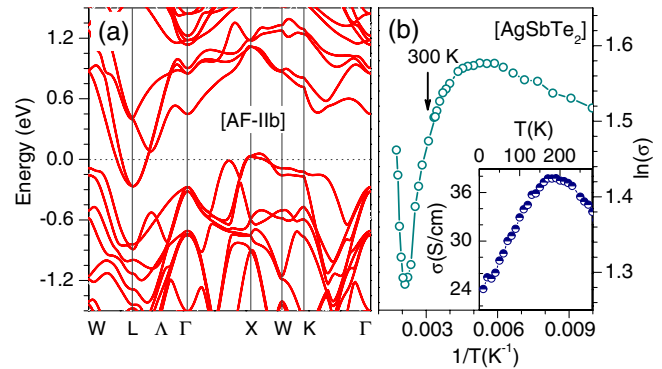 (a)
(b)
[AgSbTe2]
300 K
[AF-IIb]
Energy (eV)
1.2
0.6
0.0
-0.6
-1.2
W L Λ Γ X W K Γ
1.6
1.5
1.4
1.3
ln(σ)
T(K)
0 100 200
36
30
24
σ(S/cm)
0.003 0.006 0.009
1/T(K-1)